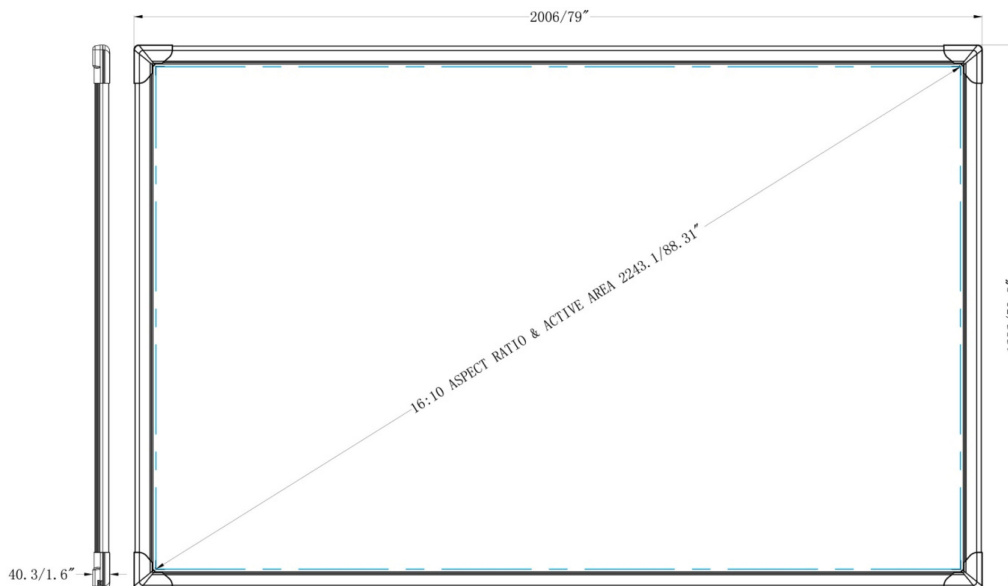 2006/79″
16:10 ASPECT RATIO & ACTIVE AREA 2243.1/88.31″
40.3/1.6″